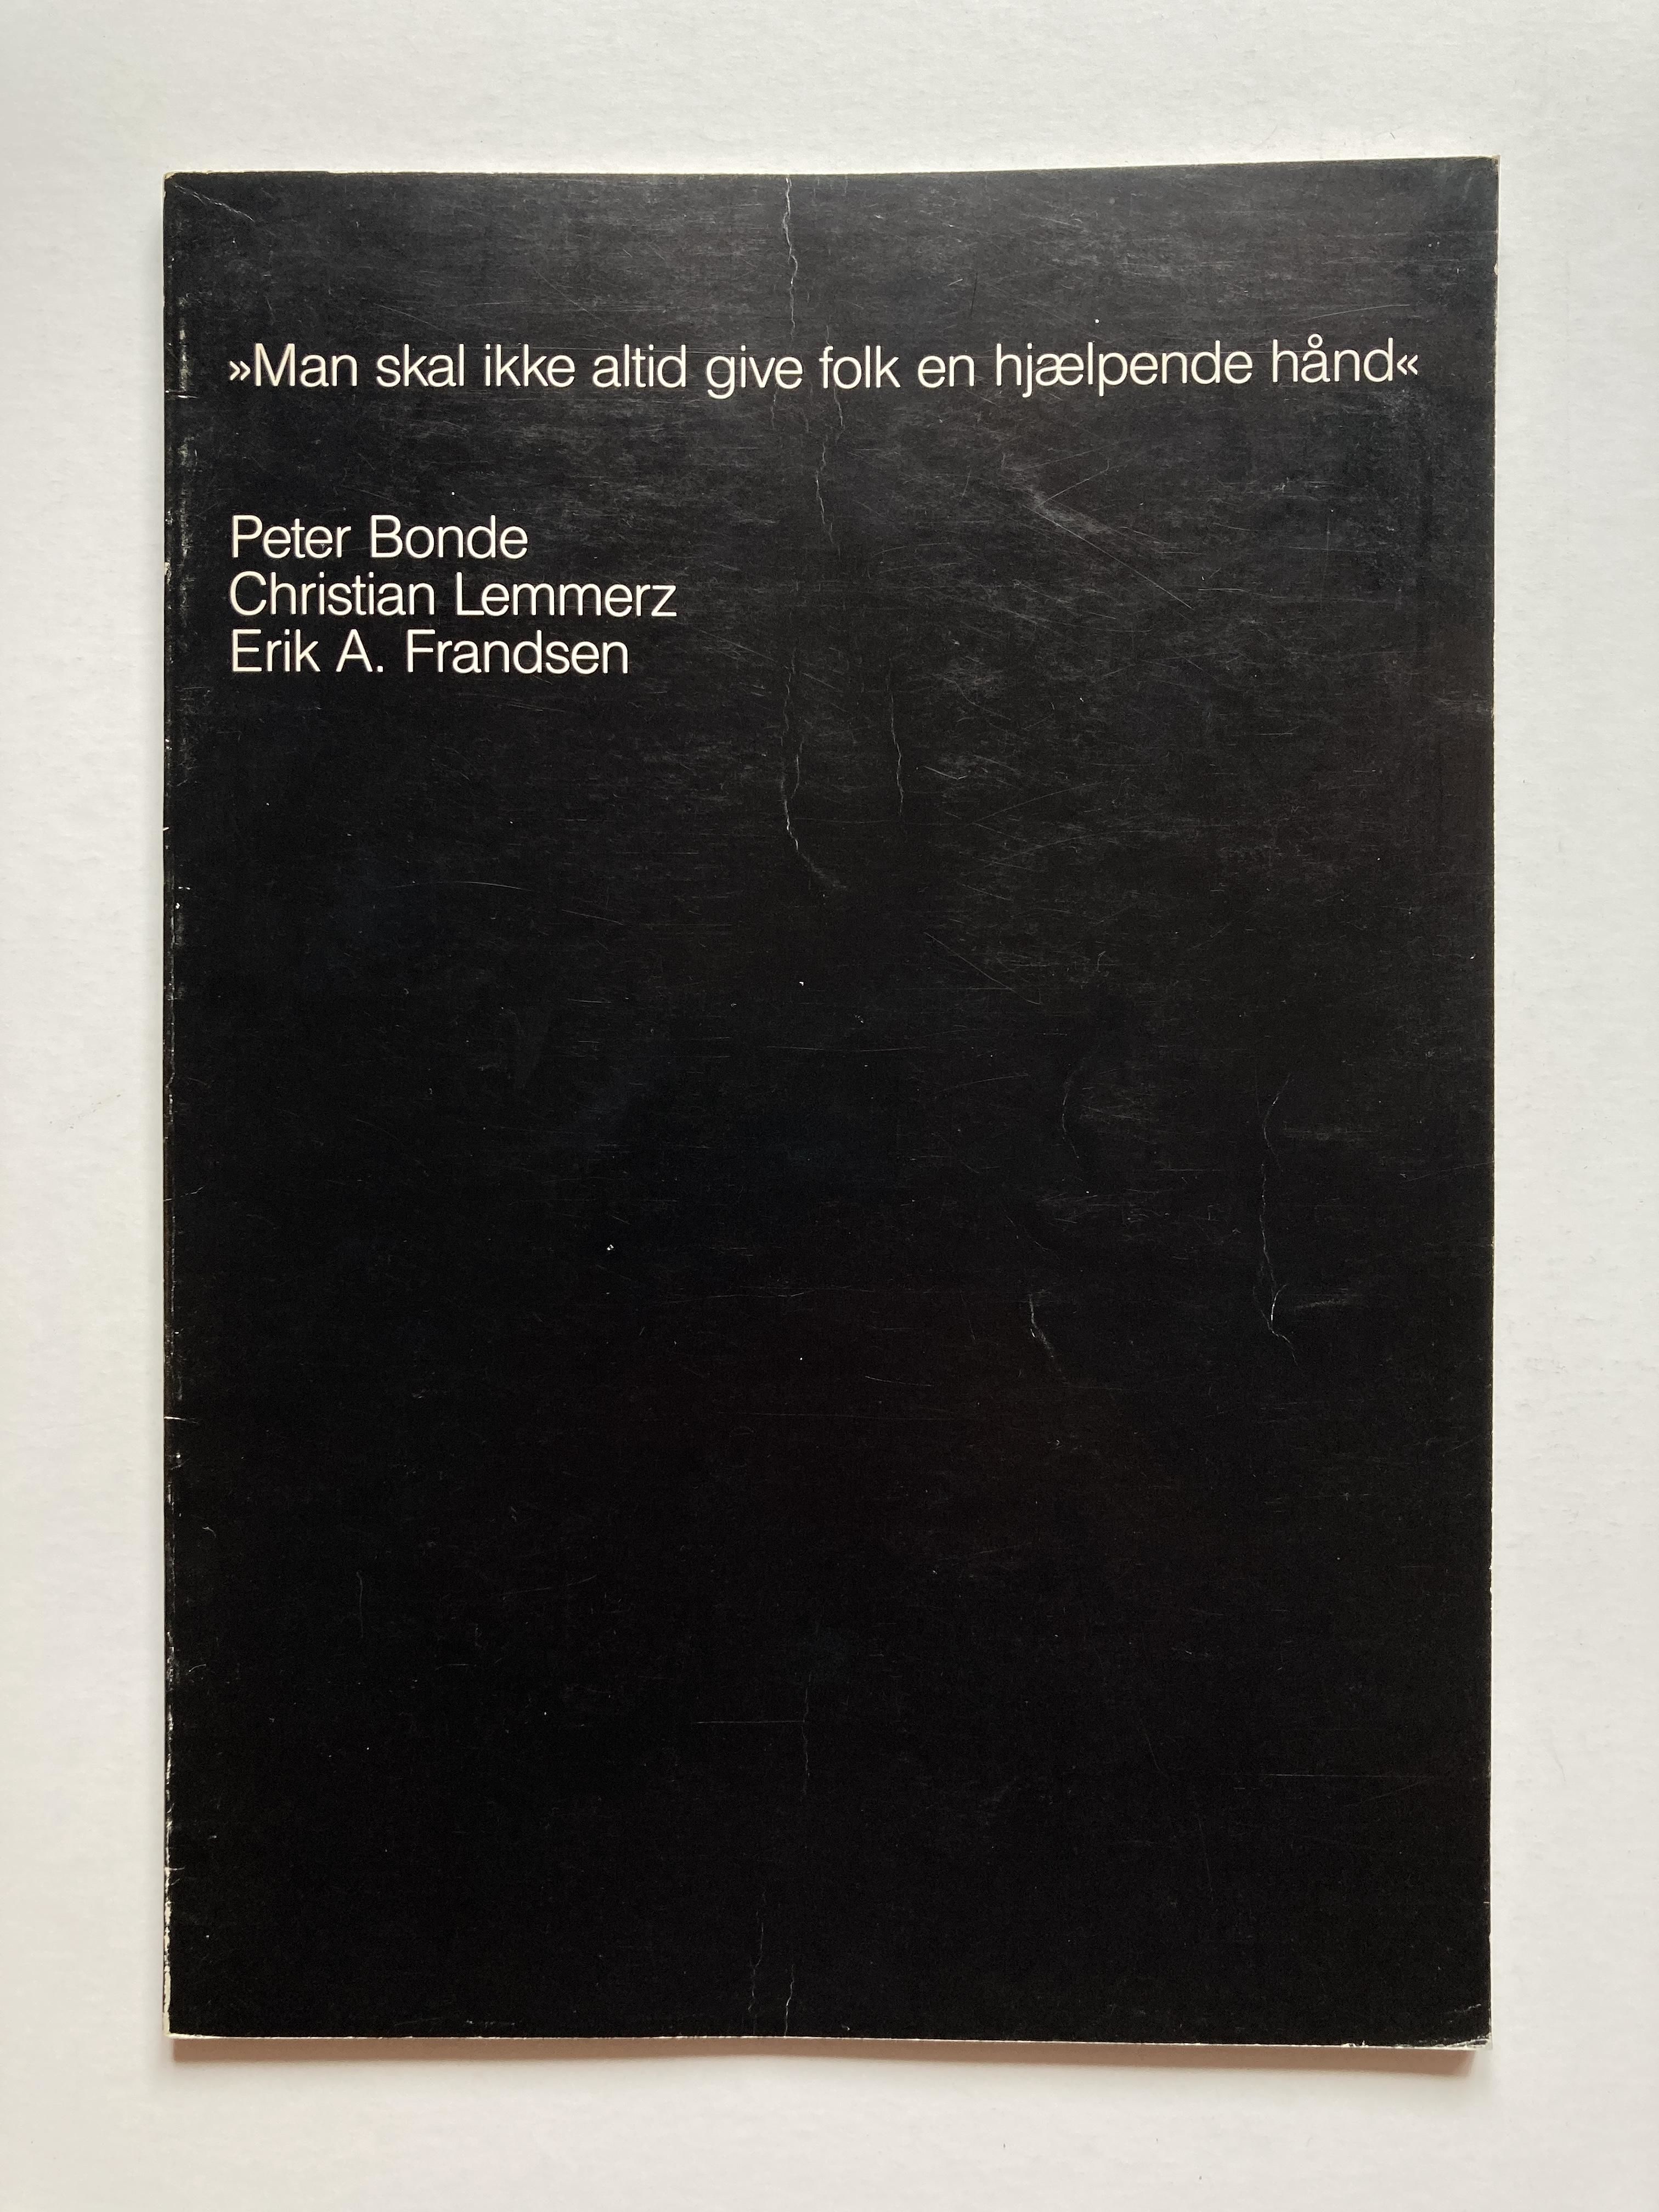 »Man skal ikke altid give folk en hjælpende hånd«
Peter Bonde
Christian Lemmerz
Erik A. Frandsen